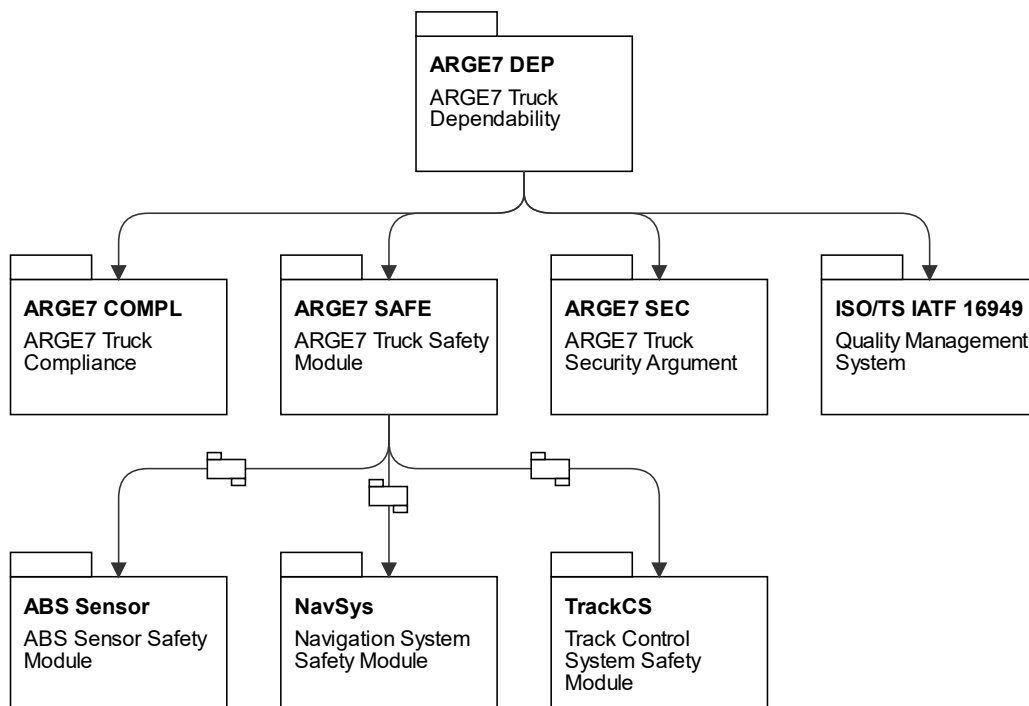 ARGE7 DEP
ARGE7 Truck
Dependability
ARGE7 COMPL
ARGE7 Truck
Compliance
ARGE7 SAFE
ARGE7 Truck Safety
Module
ARGE7 SEC
ARGE7 Truck
Security Argument
ISO/TS IATF 16949
Quality Management
System
ABS Sensor
ABS Sensor Safety
Module
NavSys
Navigation System
Safety Module
TrackCS
Track Control
System Safety
Module